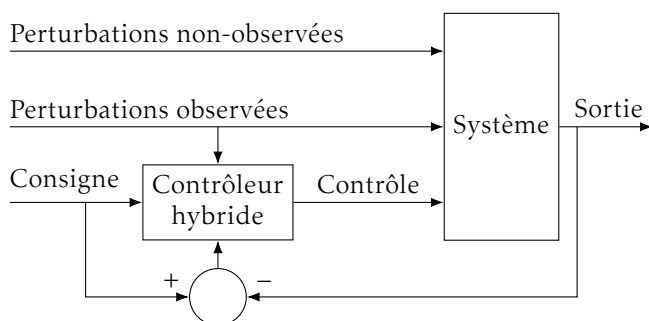 Perturbations non-observées
Perturbations observées
Système
Sortie
Consigne
Contrôleur
hybride
Contrôle
+
−